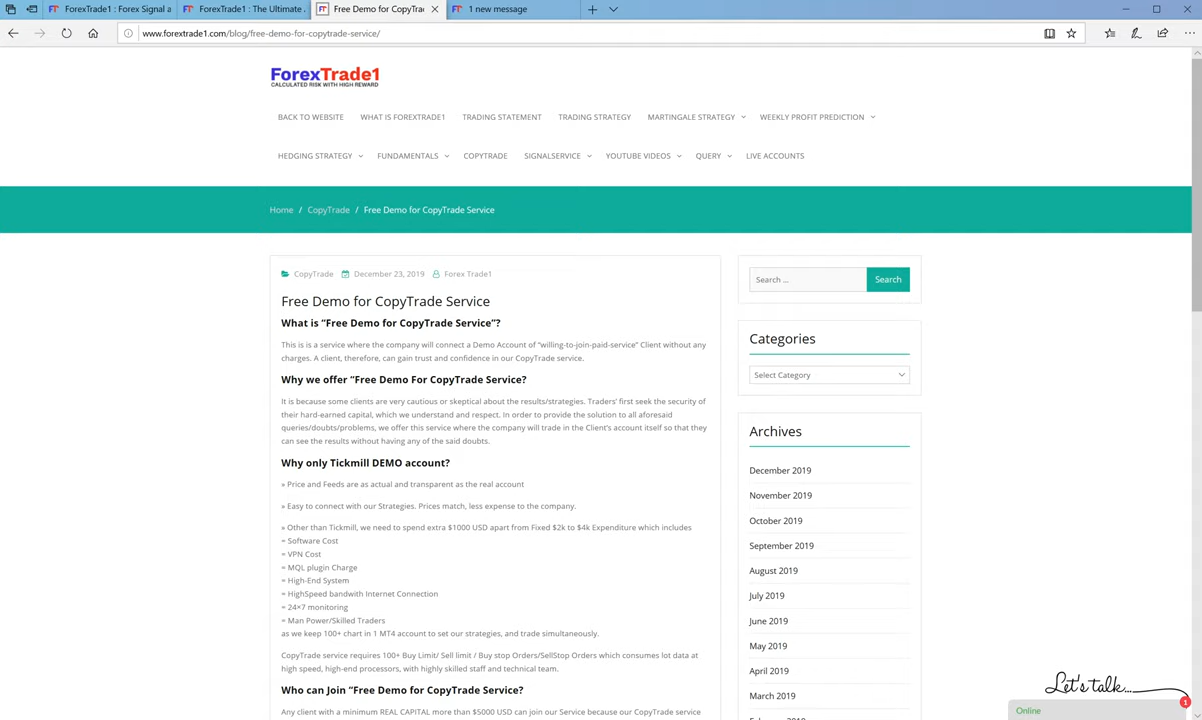 ForexTrade1 : Forex Signal a
ForexTrade1 : The Ultimate
Free Demo for CopyTra
1 new message
www.forextrade1.com/blog/free-demo-for-copytrade-service/
ForexTrade1
CALCULATED RISK WITH HIGH REWARD
BACK TO WEBSITE WHAT IS FOREXTRADE1 TRADING STATEMENT TRADING STRATEGY MARTINGALE STRATEGY WEEKLY PROFIT PREDICTION
HEDGING STRATEGY FUNDAMENTALS COPYTRADE SIGNALSERVICE YOUTUBE VIDEOS QUERY LIVE ACCOUNTS
Home / CopyTrade / Free Demo for CopyTrade Service
CopyTrade December 23, 2019 Forex Trade1
Free Demo for CopyTrade Service
What is "Free Demo for CopyTrade Service"?
This is is a service where the company will connect a Demo Account of "willing-to-join-paid-service" Client without any
charges. A client, therefore, can gain trust and confidence in our CopyTrade service.
Why we offer "Free Demo For CopyTrade Service?
It is because some clients are very cautious or skeptical about the results/strategies. Traders' first seek the security of
their hard-earned capital, which we understand and respect. In order to provide the solution to all aforesaid
queries/doubts/problems, we offer this service where the company will trade in the Client's account itself so that they
can see the results without having any of the said doubts.
Why only Tickmill DEMO account?
» Price and Feeds are as actual and transparent as the real account
» Easy to connect with our Strategies. Prices match, less expense to the company.
» Other than Tickmill, we need to spend extra $1000 USD apart from Fixed $2k to $4k Expenditure which includes
= Software Cost
= VPN Cost
= MQL plugin Charge
= High-End System
= HighSpeed bandwith Internet Connection
= 24×7 monitoring
= Man Power/Skilled Traders
as we keep 100+ chart in 1 MT4 account to set our strategies, and trade simultaneously.
CopyTrade service requires 100+ Buy Limit/ Sell limit / Buy stop Orders/SellStop Orders which consumes lot data at
high speed, high-end processors, with highly skilled staff and technical team.
Who can Join "Free Demo for CopyTrade Service?
Any client with a minimum REAL CAPITAL more than $5000 USD can join our Service because our CopyTrade service
Search ... Search
Categories
Select Category
Archives
December 2019
November 2019
October 2019
September 2019
August 2019
July 2019
June 2019
May 2019
April 2019
March 2019
Let's talk...
1
Online